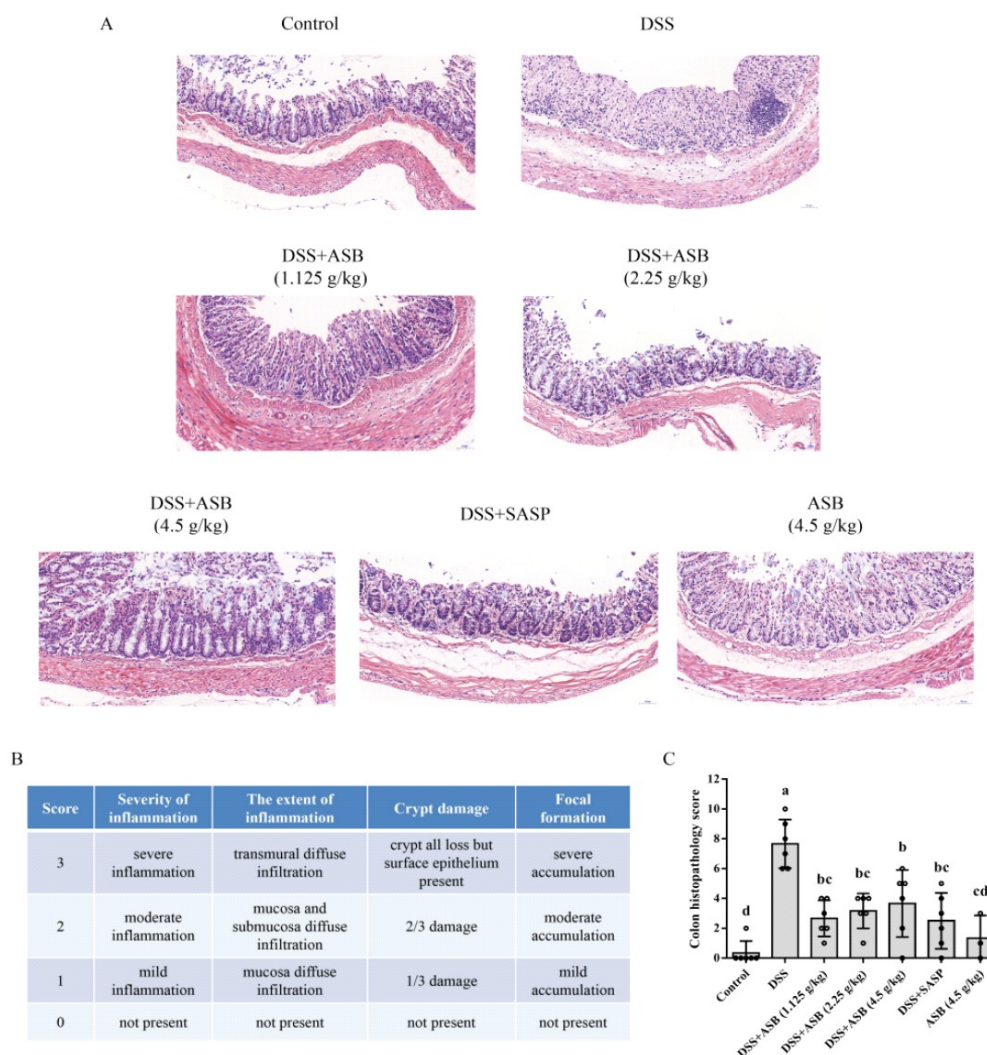 A
Control
DSS
DSS+ASB
(1.125 g/kg)
DSS+ASB
(2.25 g/kg)
DSS+ASB
(4.5 g/kg)
DSS+SASP
ASB
(4.5 g/kg)
B
Score
Severity of
inflammation
The extent of
inflammation
Crypt damage
Focal
formation
3
severe
inflammation
transmural diffuse
infiltration
crypt all loss but
surface epithelium
present
severe
accumulation
2
moderate
inflammation
mucosa and
submucosa diffuse
infiltration
2/3 damage
moderate
accumulation
1
mild
inflammation
mucosa diffuse
infiltration
1/3 damage
mild
accumulation
0
not present
not present
not present
not present
C
Colon histopathology score
12
10
8
6
4
2
0
d
a
bc
bc
b
bc
cd
Control
DSS
DSS+ASB (1.125 g/kg)
DSS+ASB (2.25 g/kg)
DSS+ASB (4.5 g/kg)
DSS+SASP
ASB (4.5 g/kg)